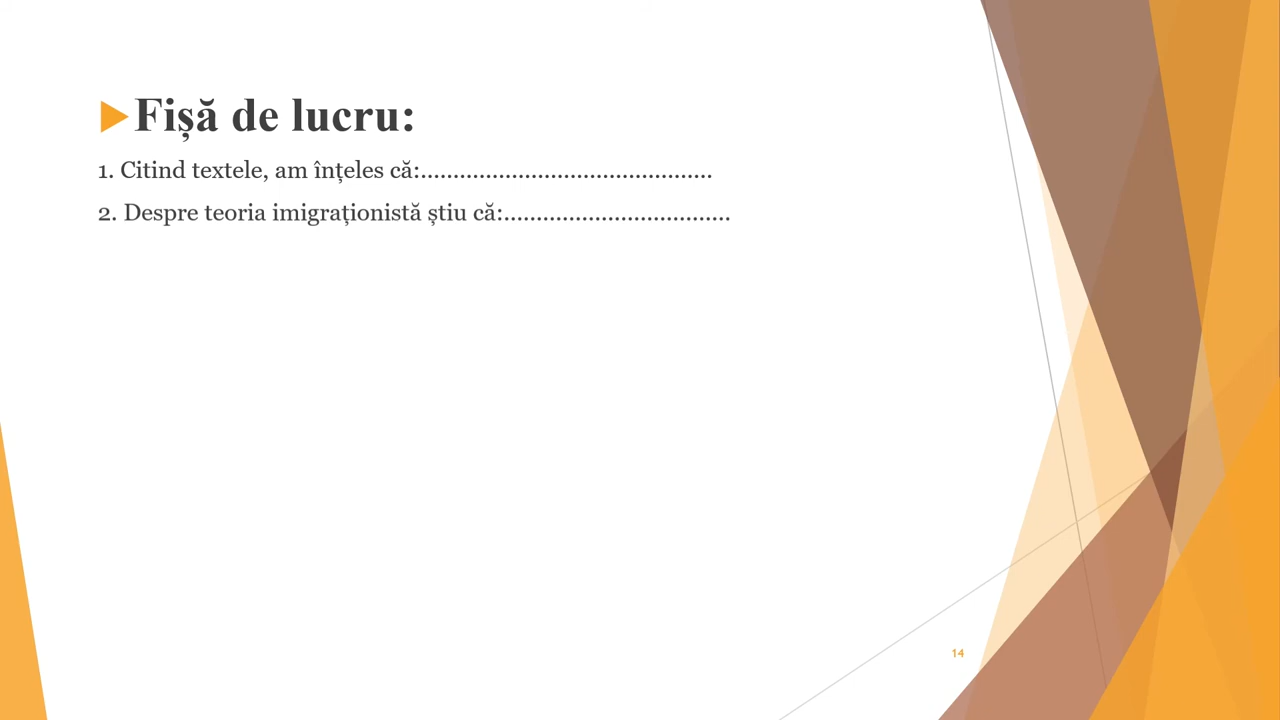 Fișă de lucru:
1. Citind textele, am înțeles că:.............................................
2. Despre teoria imigraționistă știu că:...................................
14